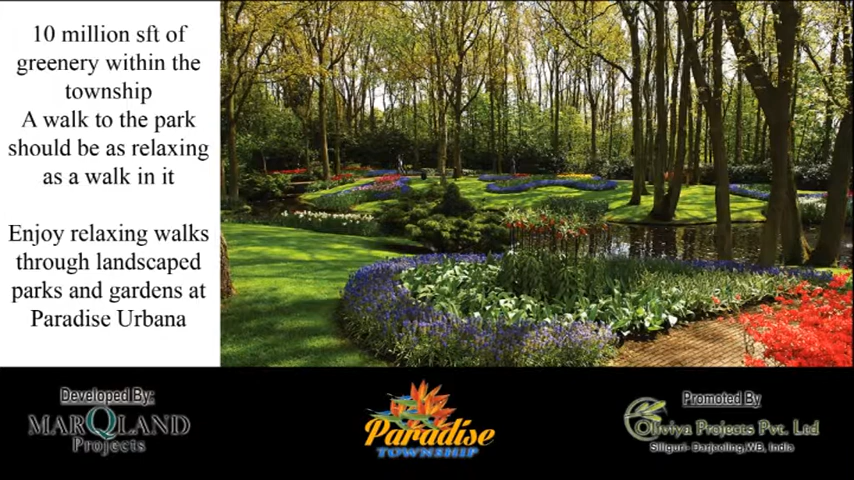 10 million sft of
greenery within the
township
A walk to the park
should be as relaxing
as a walk in it
Enjoy relaxing walks
through landscaped
parks and gardens at
Paradise Urbana
Developed By:
MARQLAND
Projects
Paradise
TOWNSHIP
Promoted By
Oliviya Projects Pvt. Ltd
Siliguri- Darjeeling,WB, India